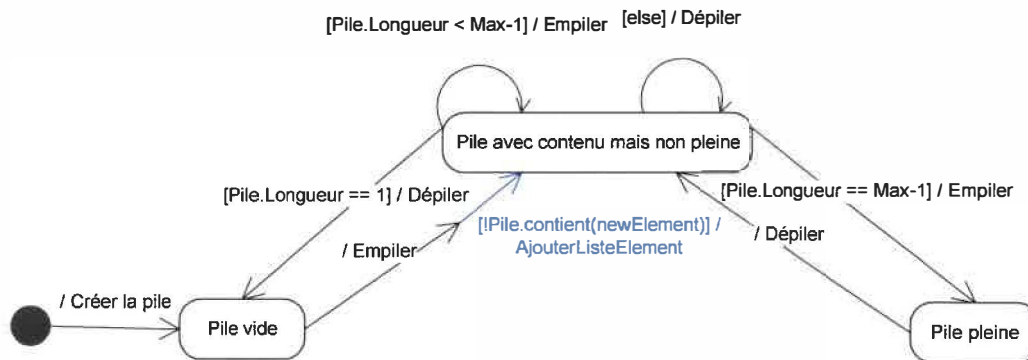 [Pile.Longueur < Max-1] / Empiler
[else] / Dépiler
Pile avec contenu mais non pleine
[Pile.Longueur == 1] / Dépiler
[Pile.Longueur == Max-1] / Empiler
[!Pile.contient(newElement)] /
AjouterListeElement
/ Empiler
/ Dépiler
/ Créer la pile
Pile vide
Pile pleine